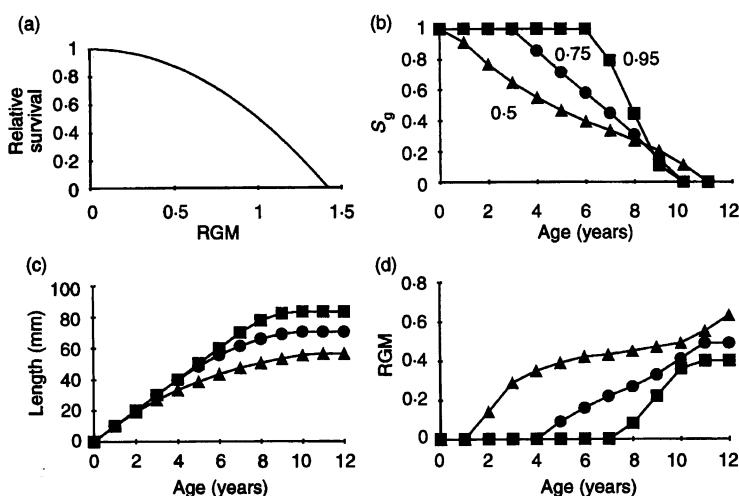 (a)
1
0·8
0·6
0·4
0·2
0
Relative survival
0 0·5 1 1·5
RGM
(b)
1
0·8
0·6
0·4
0·2
0
S_g
0·75
0·95
0·5
0 2 4 6 8 10 12
Age (years)
(c)
100
80
60
40
20
0
Length (mm)
0 2 4 6 8 10 12
Age (years)
(d)
0·8
0·6
0·4
0·2
0
RGM
0 2 4 6 8 10 12
Age (years)